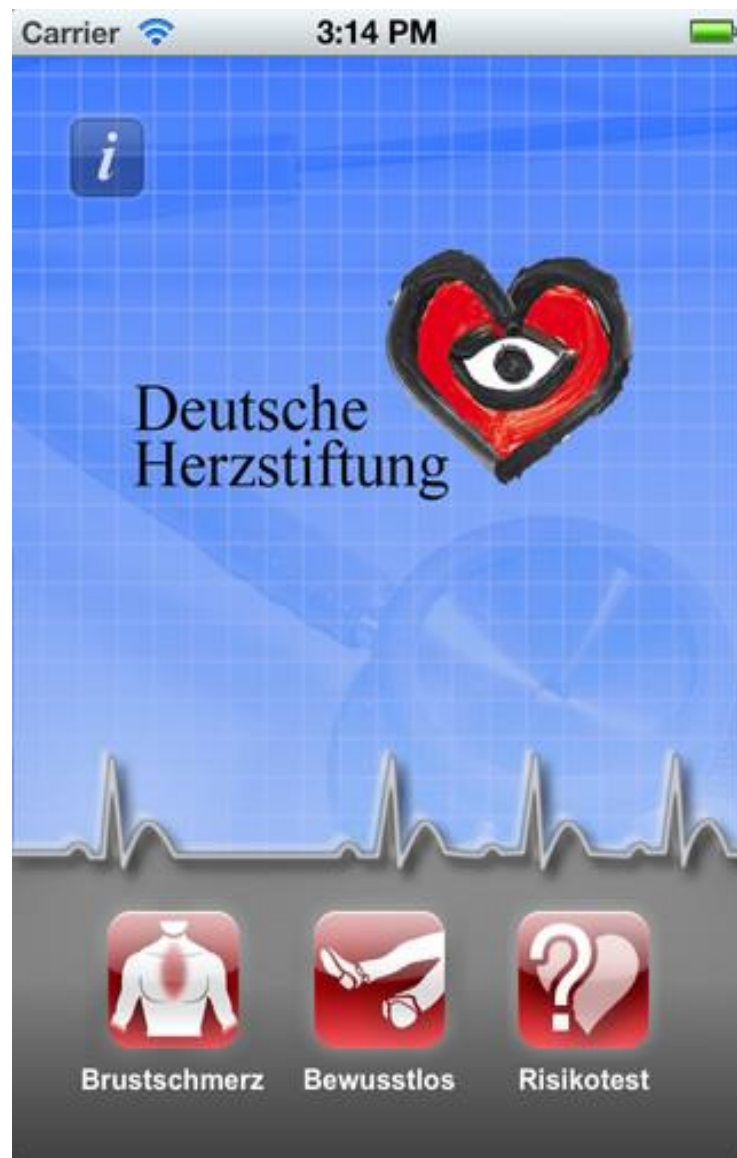 Carrier 3:14 PM
i
Deutsche
Herzstiftung
?
Brustschmerz Bewusstlos Risikotest